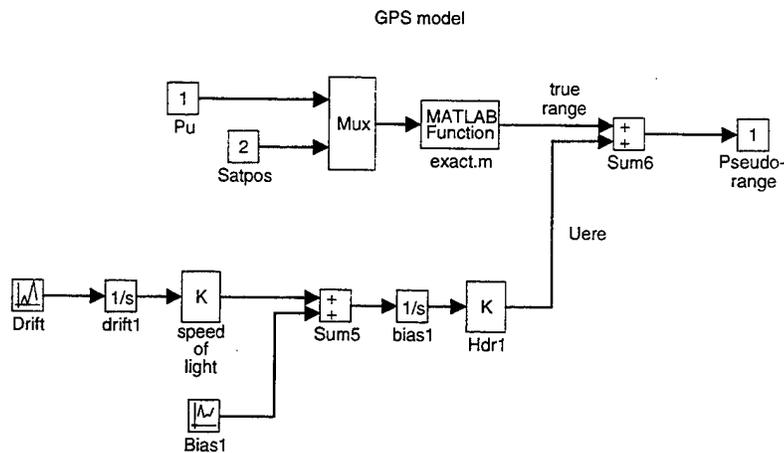 GPS model
1
Pu
2
Satpos
Mux
MATLAB
Function
exact.m
true
range
+
+
Sum6
1
Pseudo-
range
Uere
Drift
1/s
drift1
K
speed
of
light
+
+
Sum5
1/s
bias1
K
Hdr1
Bias1